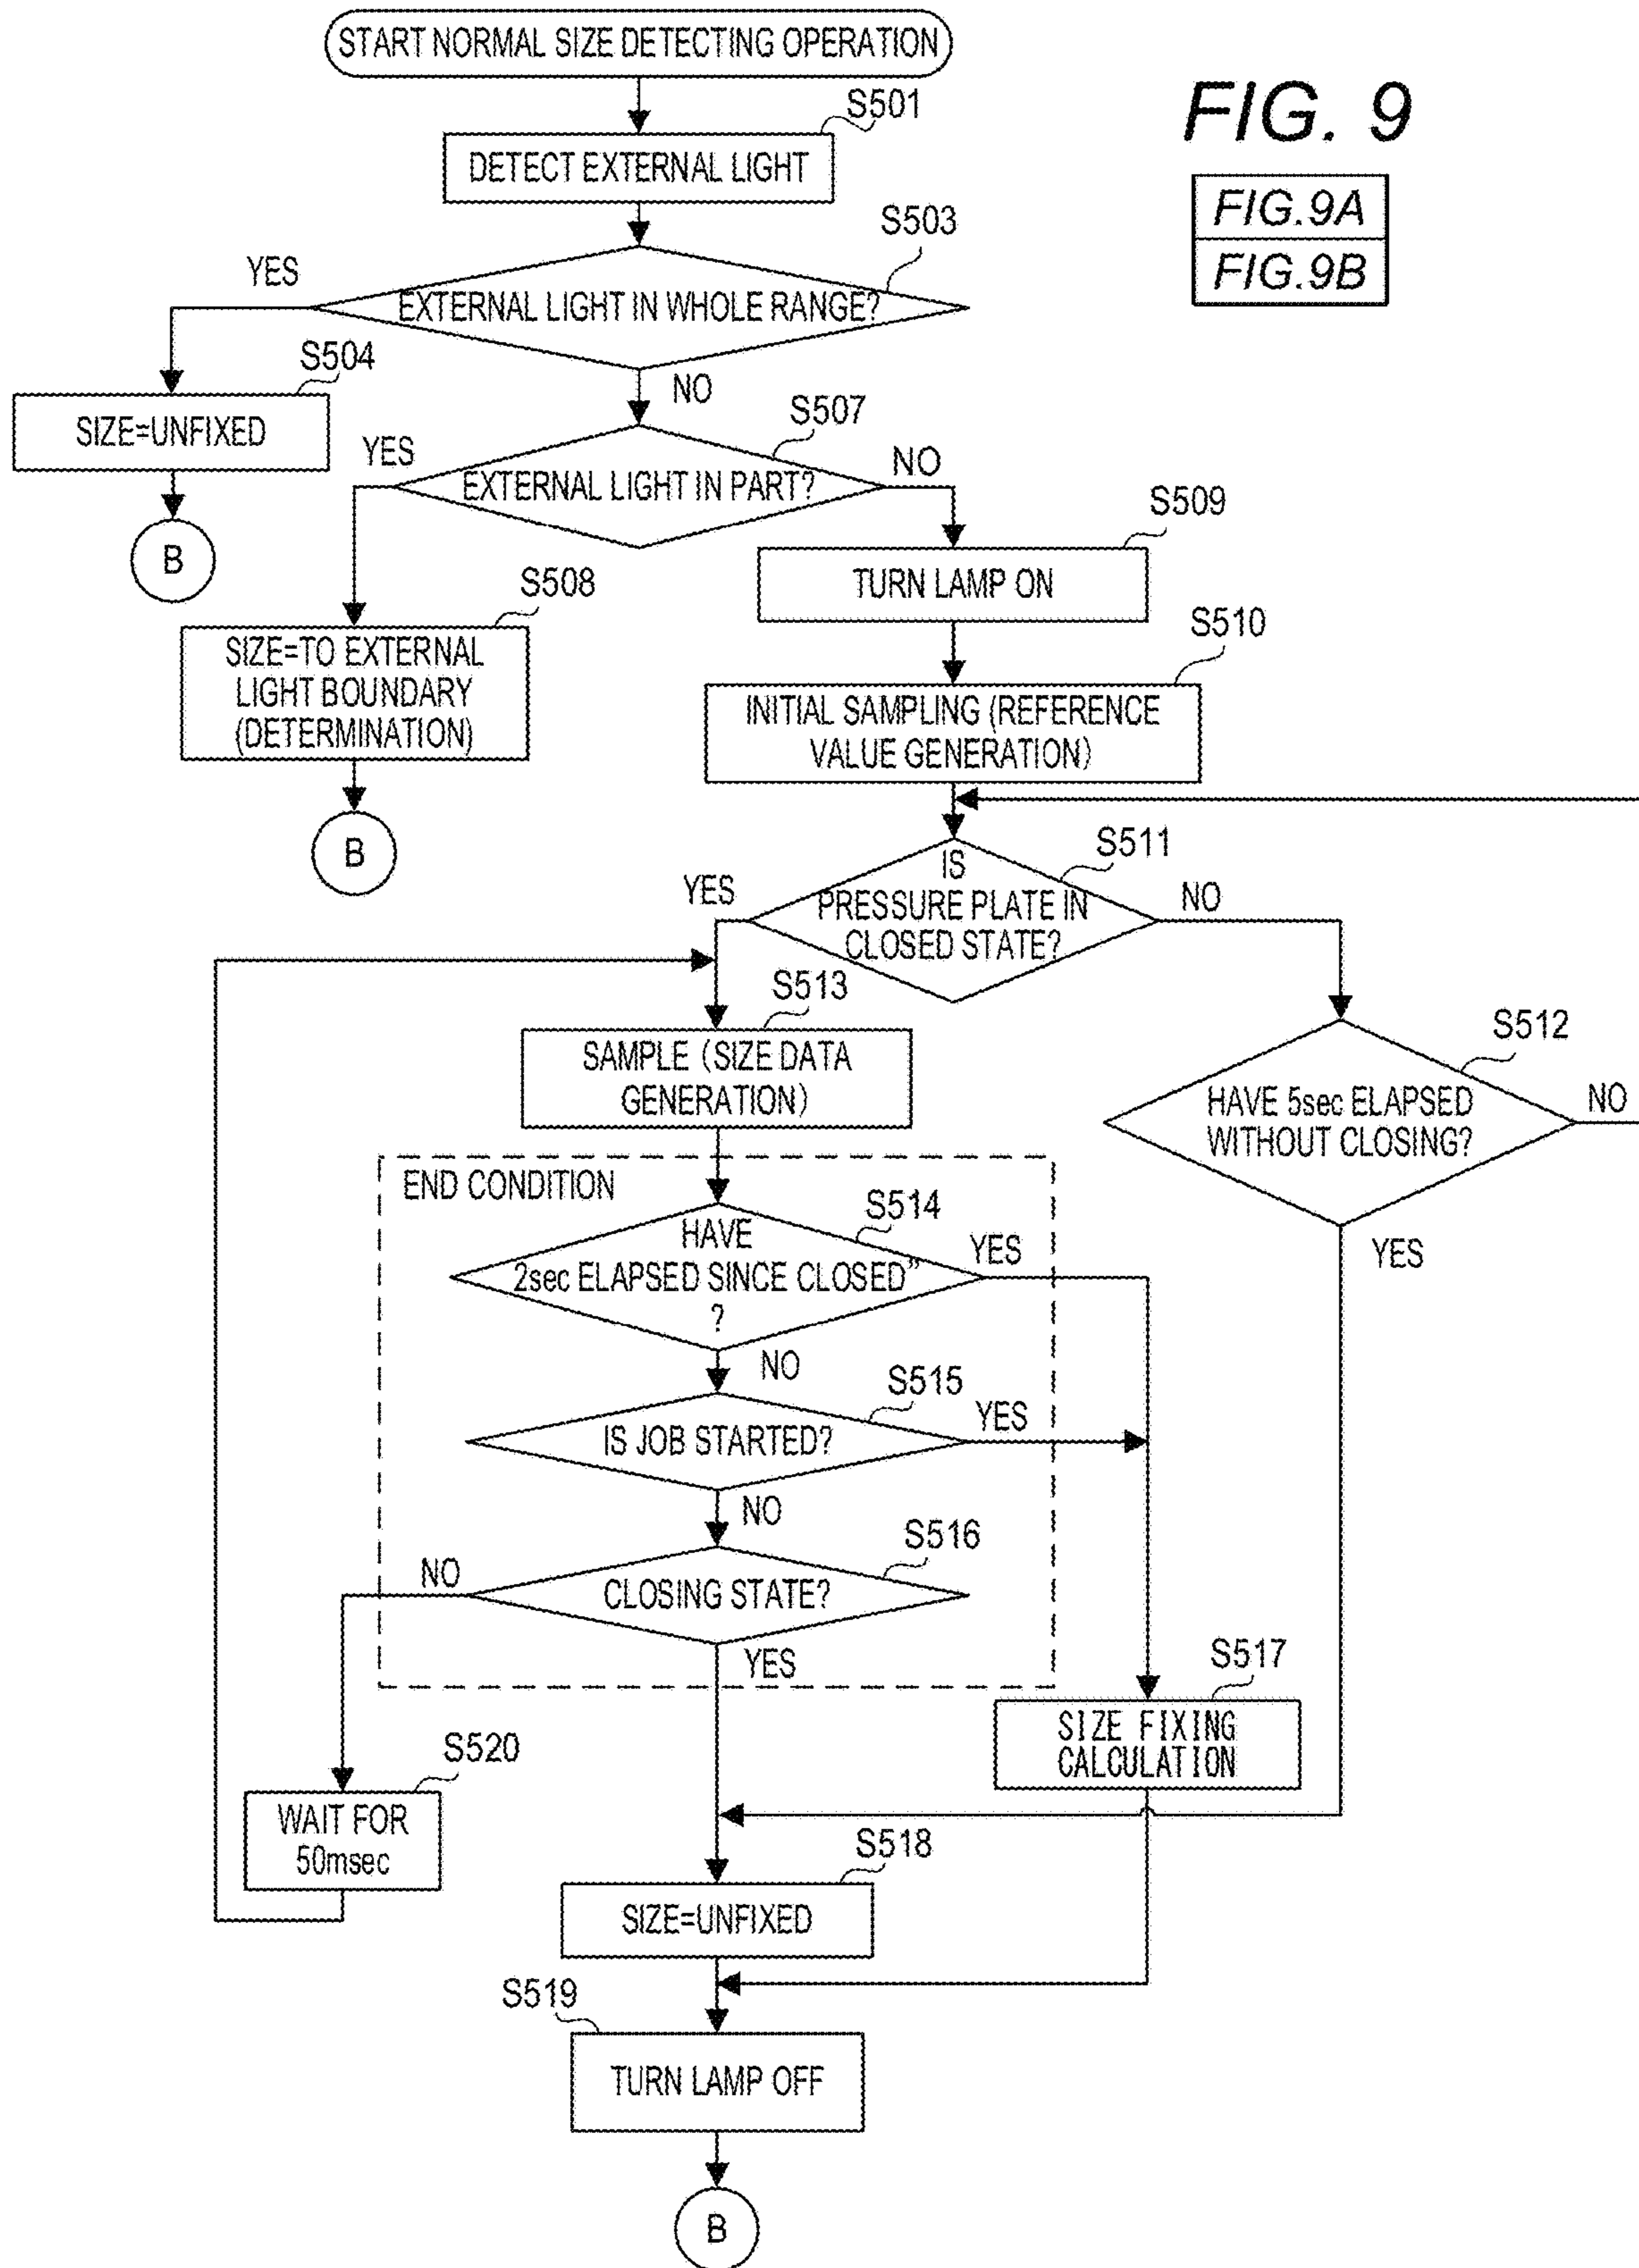 START NORMAL SIZE DETECTING OPERATION
FIG. 9
FIG.9A
FIG.9B
S501
DETECT EXTERNAL LIGHT
S503
YES
EXTERNAL LIGHT IN WHOLE RANGE?
S504
NO
SIZE=UNFIXED
S507
YES
NO
EXTERNAL LIGHT IN PART?
B
S509
TURN LAMP ON
S508
SIZE=TO EXTERNAL
LIGHT BOUNDARY
(DETERMINATION)
S510
INITIAL SAMPLING (REFERENCE
VALUE GENERATION)
B
S511
YES
IS
PRESSURE PLATE IN
CLOSED STATE?
NO
S513
SAMPLE (SIZE DATA
GENERATION)
S512
HAVE 5sec ELAPSED
WITHOUT CLOSING?
NO
YES
END CONDITION
S514
HAVE
2sec ELAPSED SINCE CLOSED”
?
YES
NO
S515
IS JOB STARTED?
YES
NO
S516
NO
CLOSING STATE?
YES
S517
SIZE FIXING
CALCULATION
S520
WAIT FOR
50msec
S518
SIZE=UNFIXED
S519
TURN LAMP OFF
B